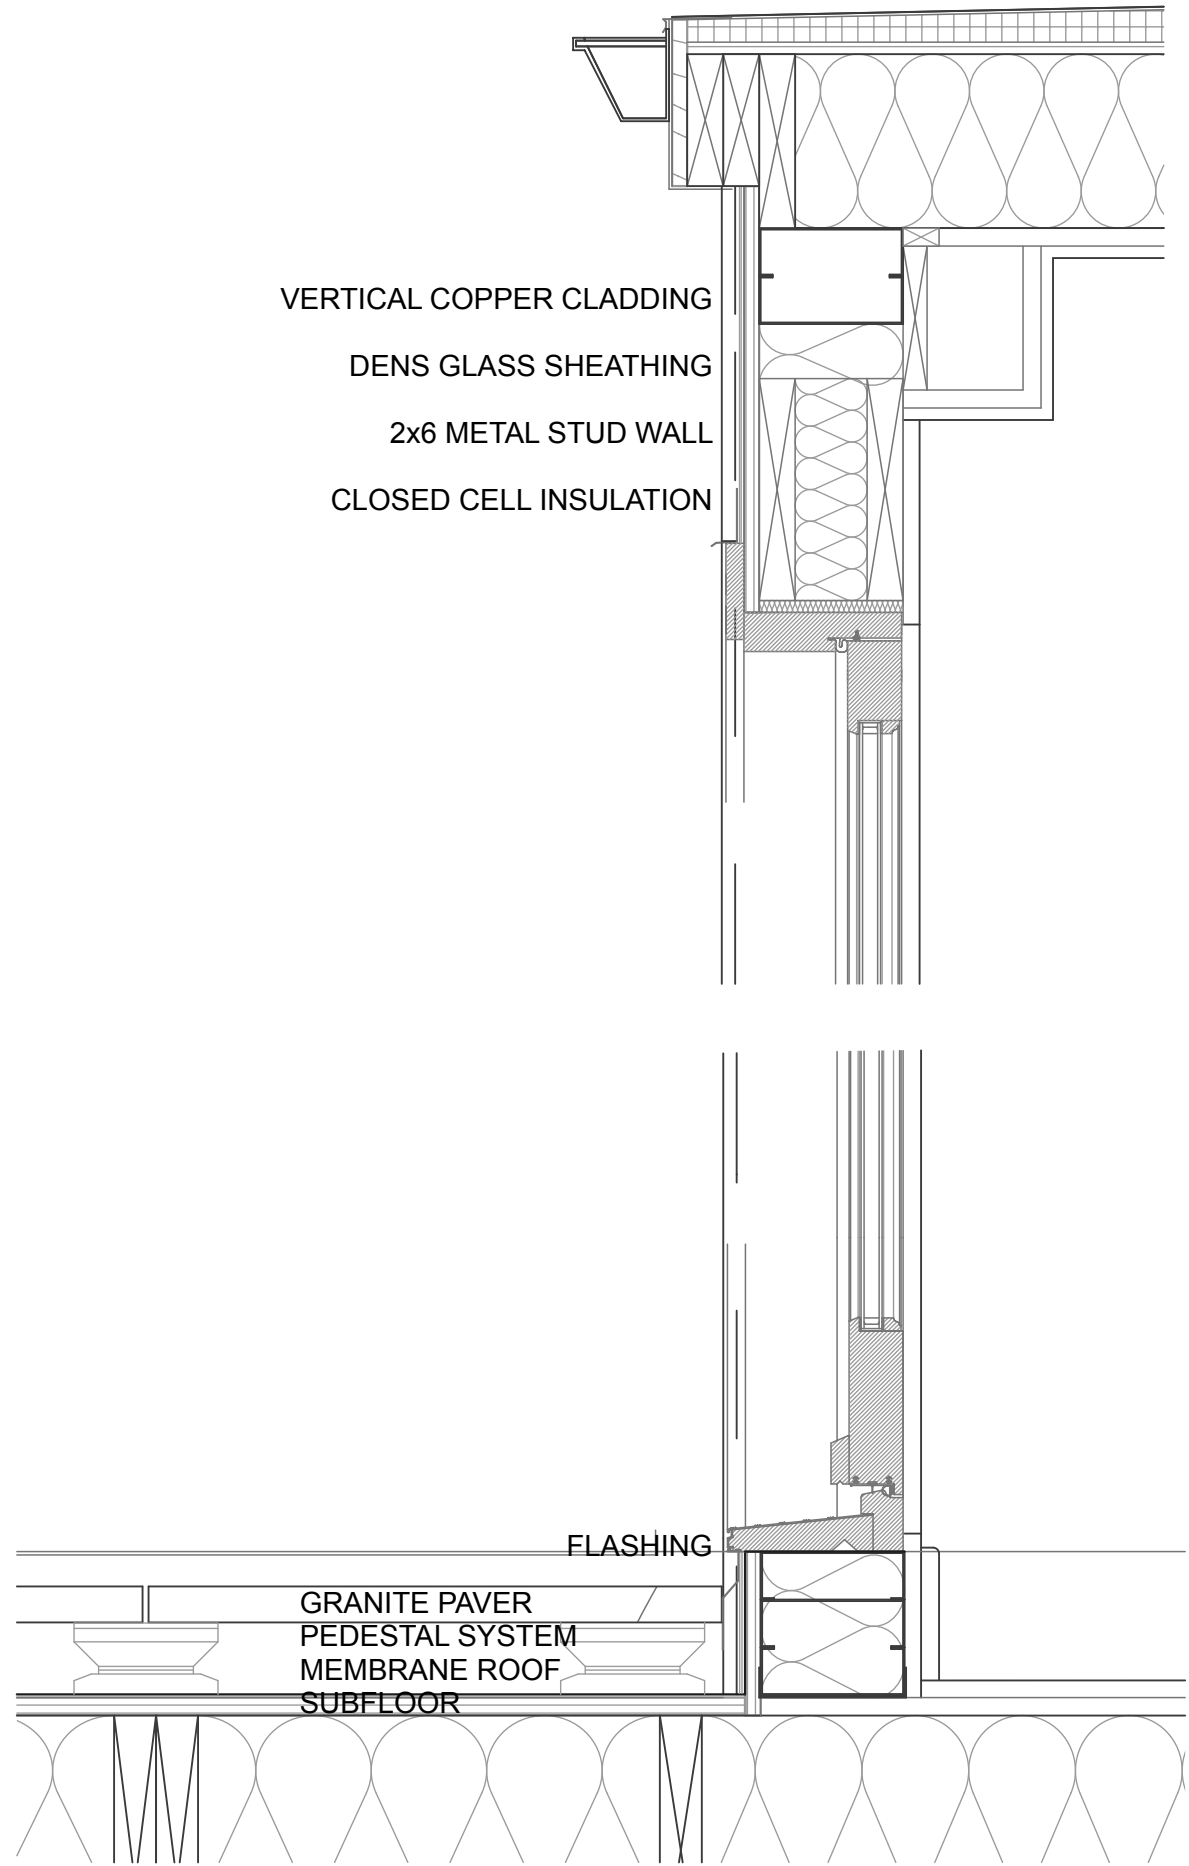 VERTICAL COPPER CLADDING
DENS GLASS SHEATHING
2x6 METAL STUD WALL
CLOSED CELL INSULATION
FLASHING
GRANITE PAVER
PEDESTAL SYSTEM
MEMBRANE ROOF
SUBFLOOR